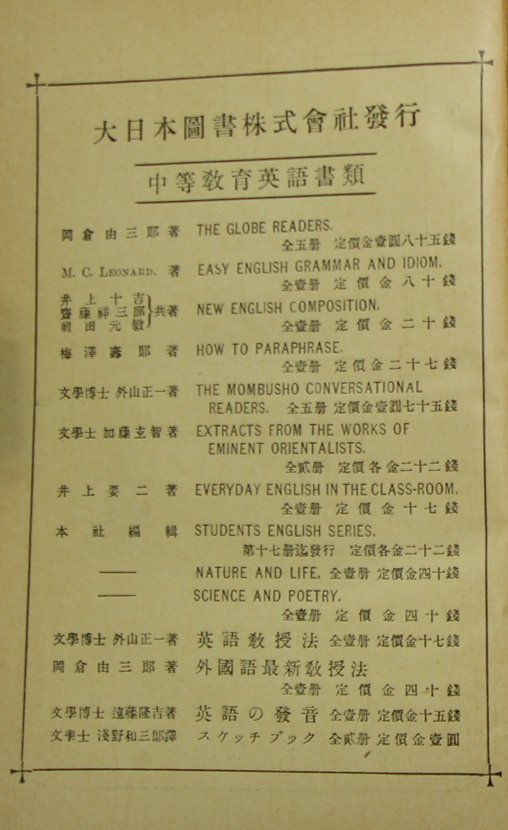 大日本圖書株式會社發行
中等敎育英語書類
岡倉由三郎著 THE GLOBE READERS.
全五册 定價金壹圓八十五錢
M. C. LEONARD. 著 EASY ENGLISH GRAMMAR AND IDIOM.
全壹册 定價金八十錢
井上十吉
齋藤祥三郎 共著 NEW ENGLISH COMPOSITION.
前田元敏 全壹册 定價金二十錢
梅澤壽郎著 HOW TO PARAPHRASE.
全壹册 定價金二十七錢
文學博士 外山正一著 THE MOMBUSHO CONVERSATIONAL
READERS. 全五册 定價金壹圓七十五錢
文學士 加藤玄智著 EXTRACTS FROM THE WORKS OF
EMINENT ORIENTALISTS.
全貳册 定價各金二十二錢
井上要二著 EVERYDAY ENGLISH IN THE CLASS-ROOM.
全壹册 定價金十七錢
本社編輯 STUDENTS ENGLISH SERIES.
第十七册迄發行 定價各金二十二錢
—— NATURE AND LIFE. 全壹册 定價金四十錢
—— SCIENCE AND POETRY.
全壹册 定價金四十錢
文學博士 外山正一著 英語敎授法 全壹册 定價金十七錢
岡倉由三郎著 外國語最新敎授法
全壹册 定價金四十錢
文學博士 遠藤隆吉著 英語の發音 全壹册 定價金十五錢
文學士 淺野和三郎譯 スケッチブック 全貳册 定價金壹圓